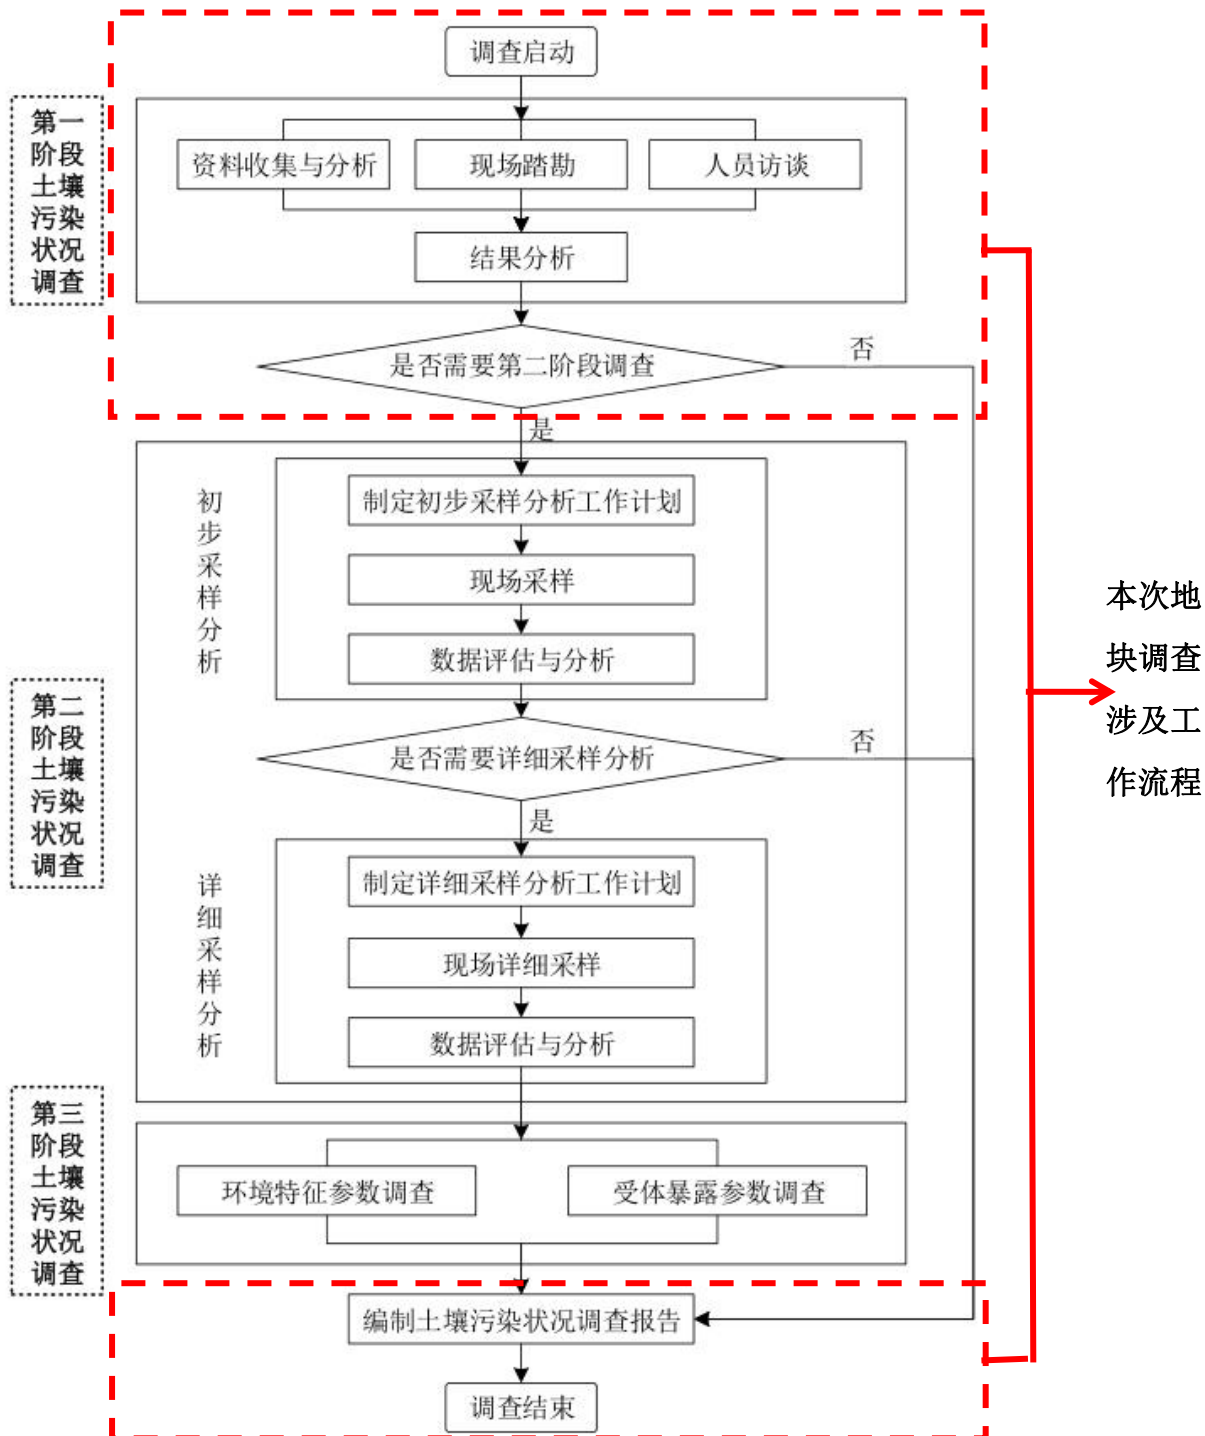 调查启动
第一
阶段
土壤
污染
状况
调查
资料收集与分析
现场踏勘
人员访谈
结果分析
是否需要第二阶段调查
否
是
初
步
采
样
分
析
制定初步采样分析工作计划
现场采样
数据评估与分析
本次地
块调查
涉及工
作流程
第二
阶段
土壤
污染
状况
调查
是否需要详细采样分析
否
是
详
细
采
样
分
析
制定详细采样分析工作计划
现场详细采样
数据评估与分析
第三
阶段
土壤
污染
状况
调查
环境特征参数调查
受体暴露参数调查
编制土壤污染状况调查报告
调查结束